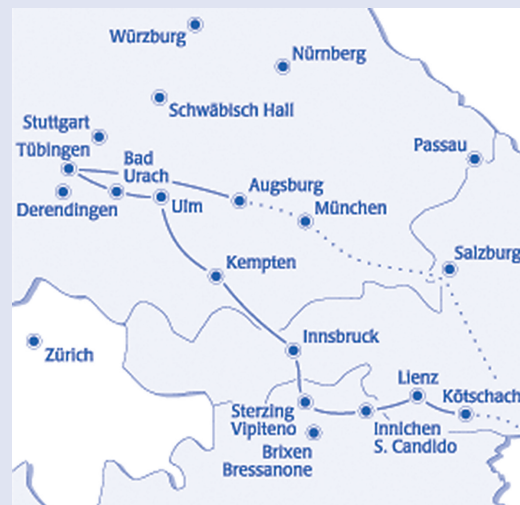 Würzburg
Nürnberg
Schwäbisch Hall
Stuttgart
Tübingen
Bad
Urach
Passau
Derendingen
Ulm
Augsburg
München
Salzburg
Kempten
Zürich
Innsbruck
Lienz
Kötschach
Sterzing
Vipiteno
Innichen
S. Candido
Brixen
Bressanone